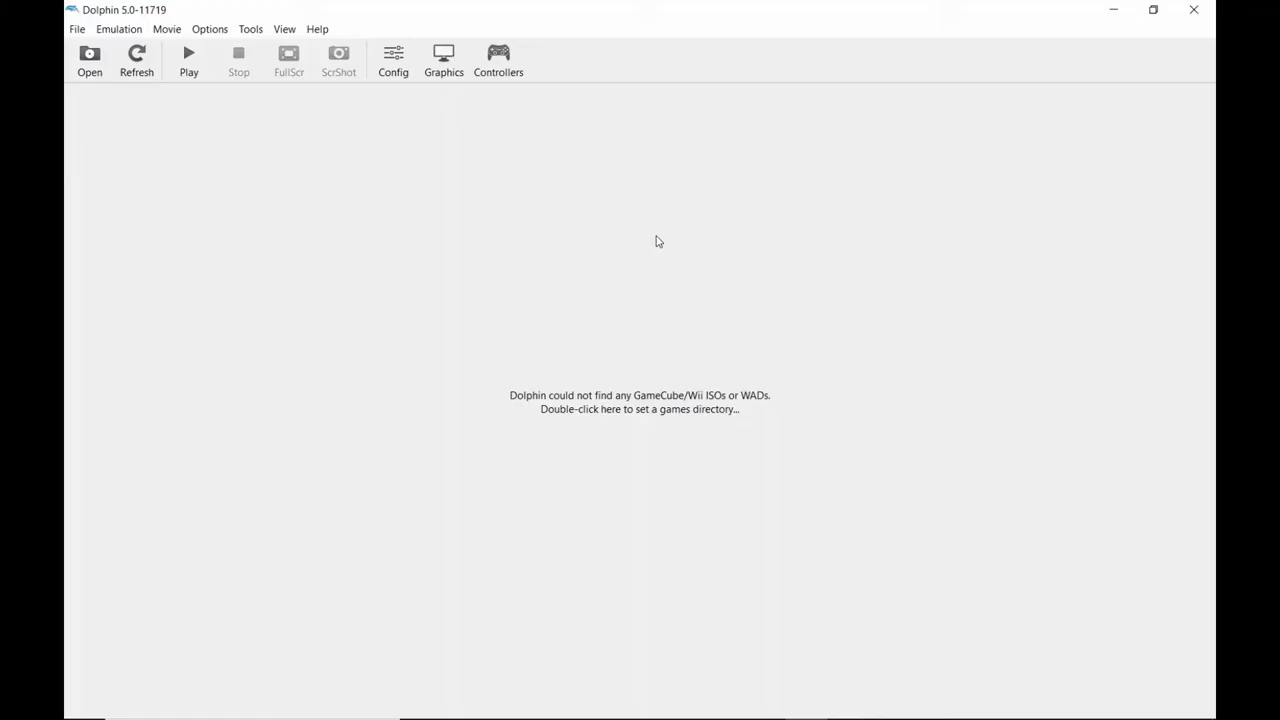 Dolphin 5.0-11719
File Emulation Movie Options Tools View Help
Open Refresh Play Stop FullScr ScrShot Config Graphics Controllers
Dolphin could not find any GameCube/Wii ISOs or WADs.
Double-click here to set a games directory...